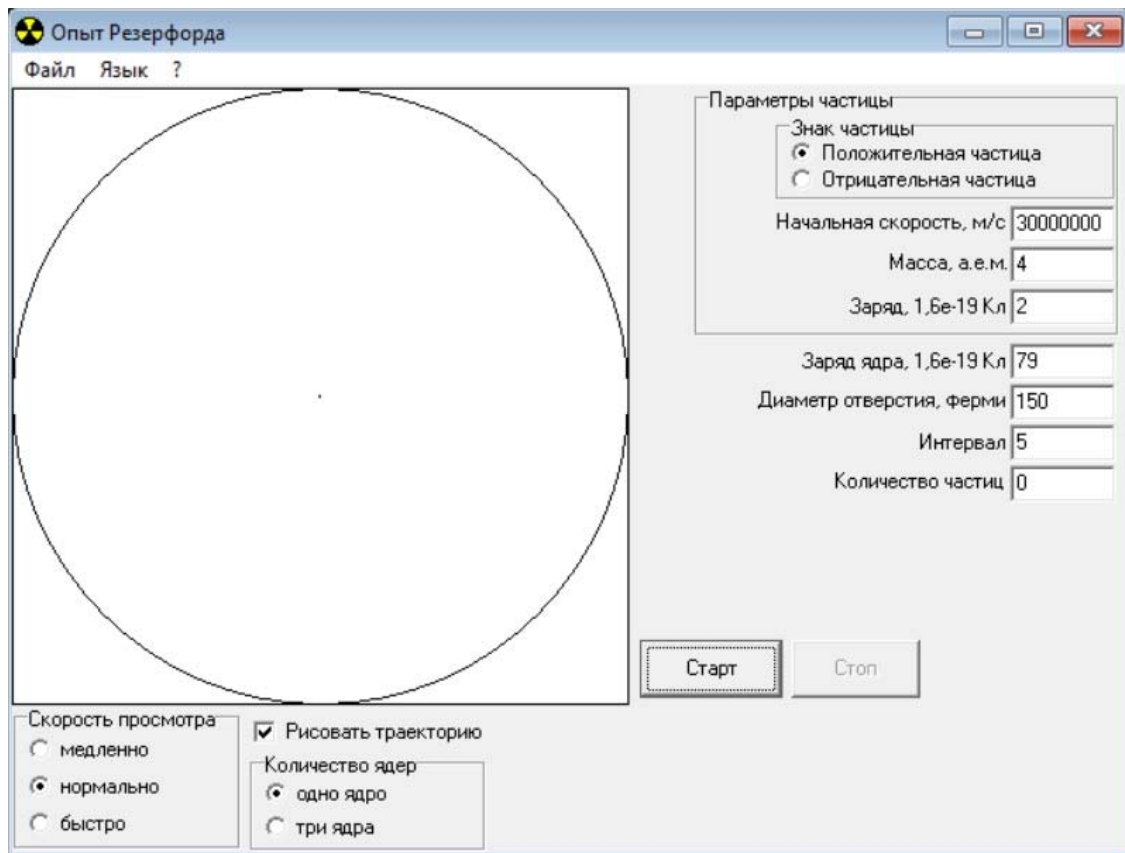 Опыт Резерфорда
Файл Язык ?
Параметры частицы
Знак частицы
Положительная частица
Отрицательная частица
Начальная скорость, м/с 30000000
Масса, а.е.м. 4
Заряд, 1,6е-19 Кл 2
Заряд ядра, 1,6е-19 Кл 79
Диаметр отверстия, ферми 150
Интервал 5
Количество частиц 0
Старт Стоп
Скорость просмотра
медленно
нормально
быстро
Рисовать траекторию
Количество ядер
одно ядро
три ядра